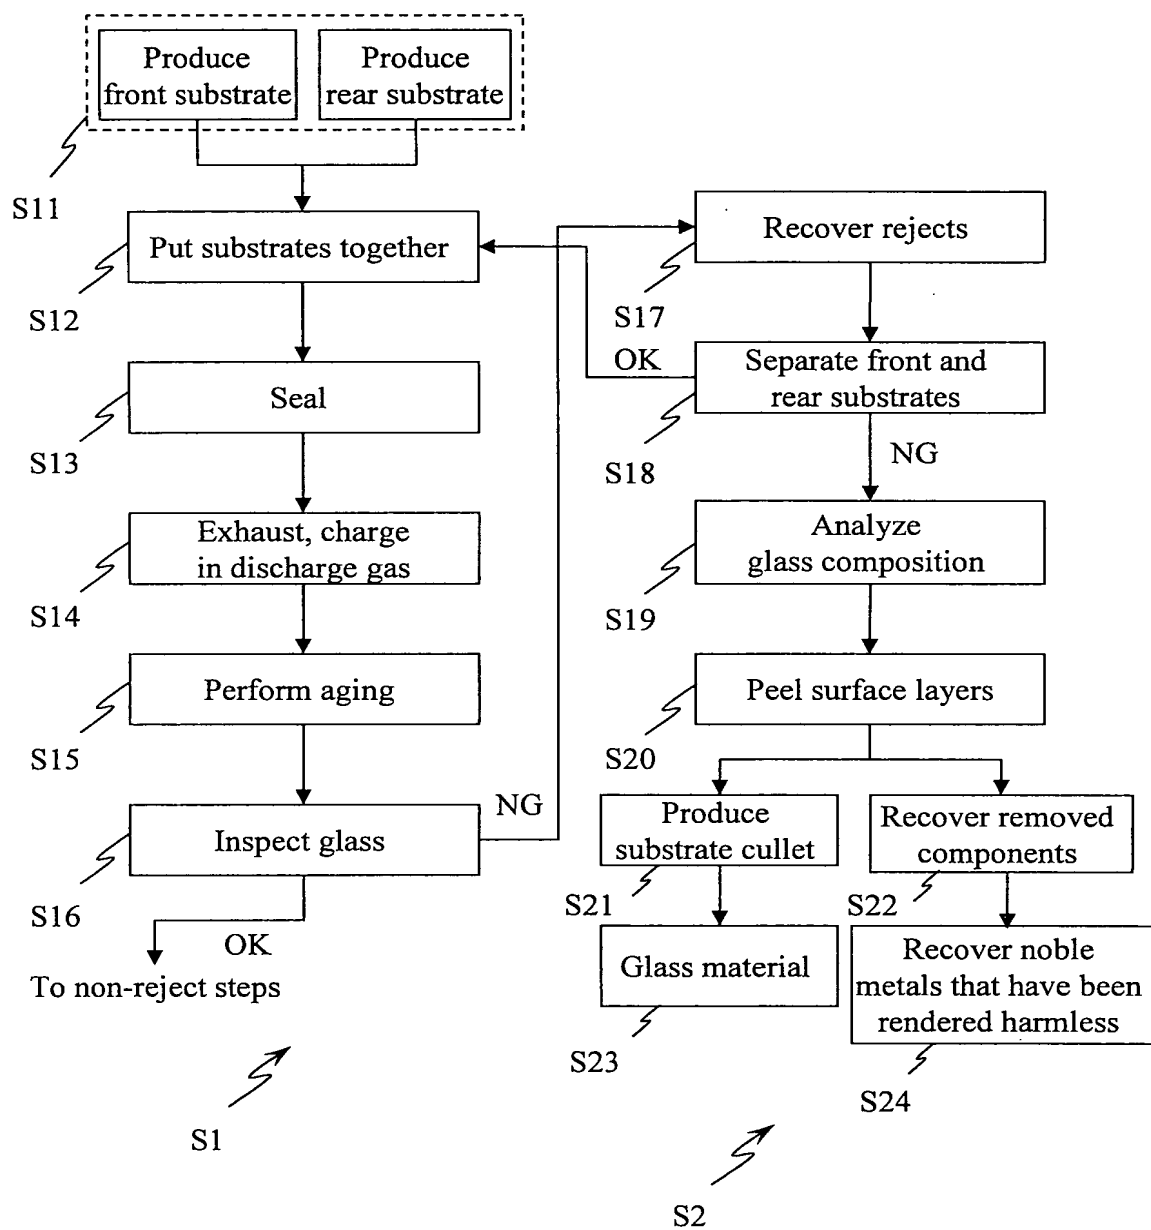 Produce
front substrate
Produce
rear substrate
S11
Put substrates together
S12
Seal
S13
Exhaust, charge
in discharge gas
S14
Perform aging
S15
Inspect glass
NG
S16
OK
To non-reject steps
S1
Recover rejects
S17
OK
Separate front and
rear substrates
S18
NG
Analyze
glass composition
S19
Peel surface layers
S20
Produce
substrate cullet
S21
Recover removed
components
S22
Glass material
S23
Recover noble
metals that have been
rendered harmless
S24
S2